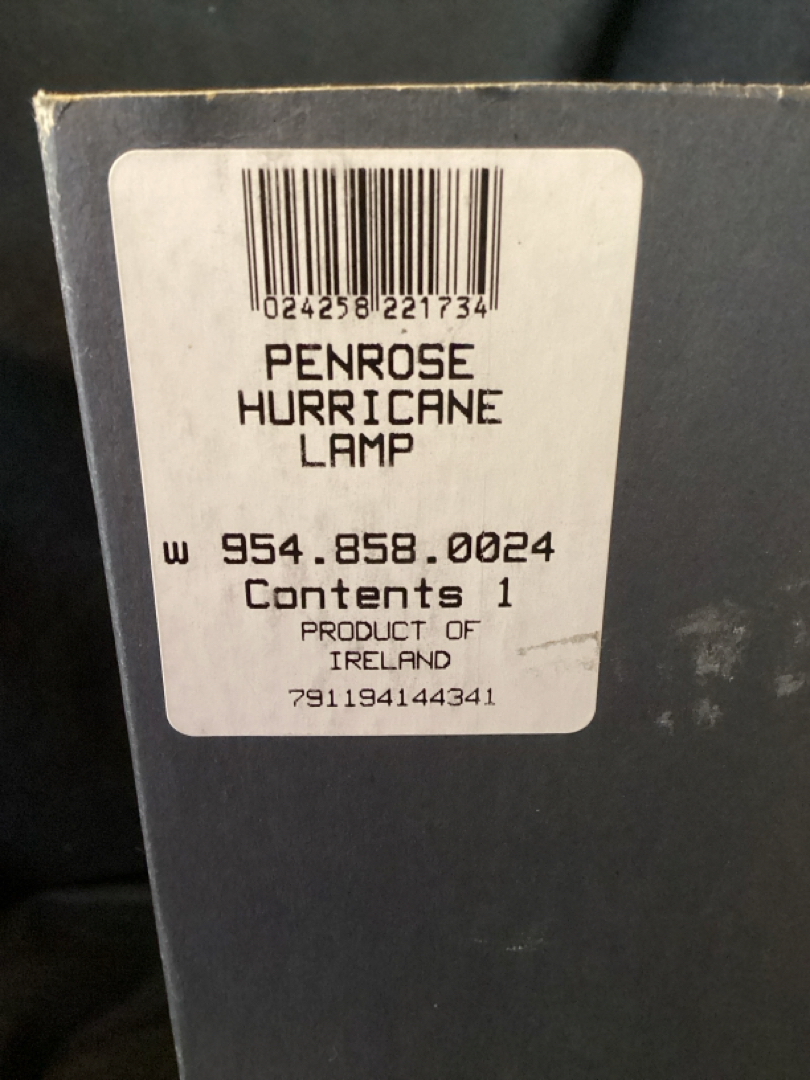 024258 221734
PENROSE
HURRICANE
LAMP
w 954.858.0024
Contents 1
PRODUCT OF
IRELAND
791194144341